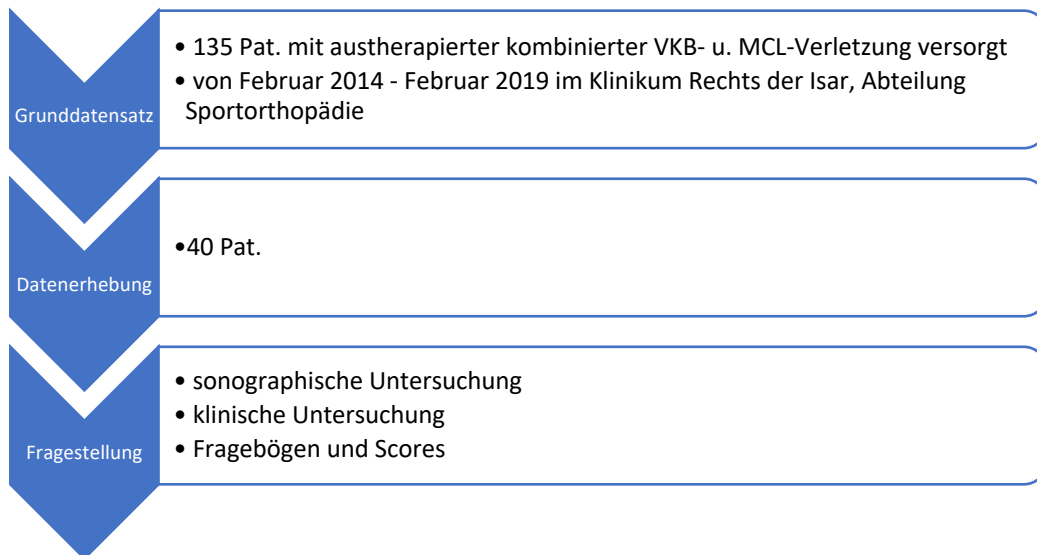 Grunddatensatz
• 135 Pat. mit austherapierter kombinierter VKB- u. MCL-Verletzung versorgt
• von Februar 2014 - Februar 2019 im Klinikum Rechts der Isar, Abteilung
Sportorthopädie
Datenerhebung
•40 Pat.
Fragestellung
• sonographische Untersuchung
• klinische Untersuchung
• Fragebögen und Scores